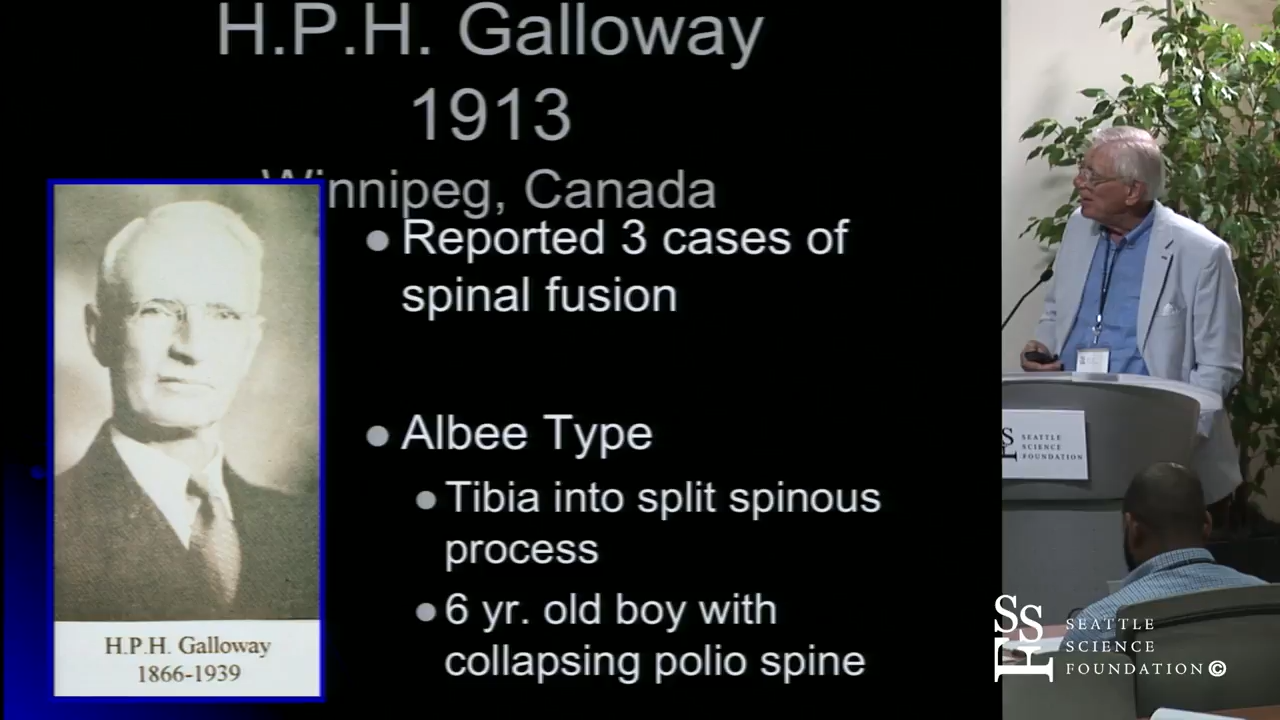 H.P.H. Galloway
1913
Winnipeg, Canada
Reported 3 cases of
spinal fusion
Albee Type
Tibia into split spinous
process
6 yr. old boy with
collapsing polio spine
H.P.H. Galloway
1866-1939
SEATTLE
SCIENCE
FOUNDATION
SSF
SEATTLE
SCIENCE
FOUNDATION©